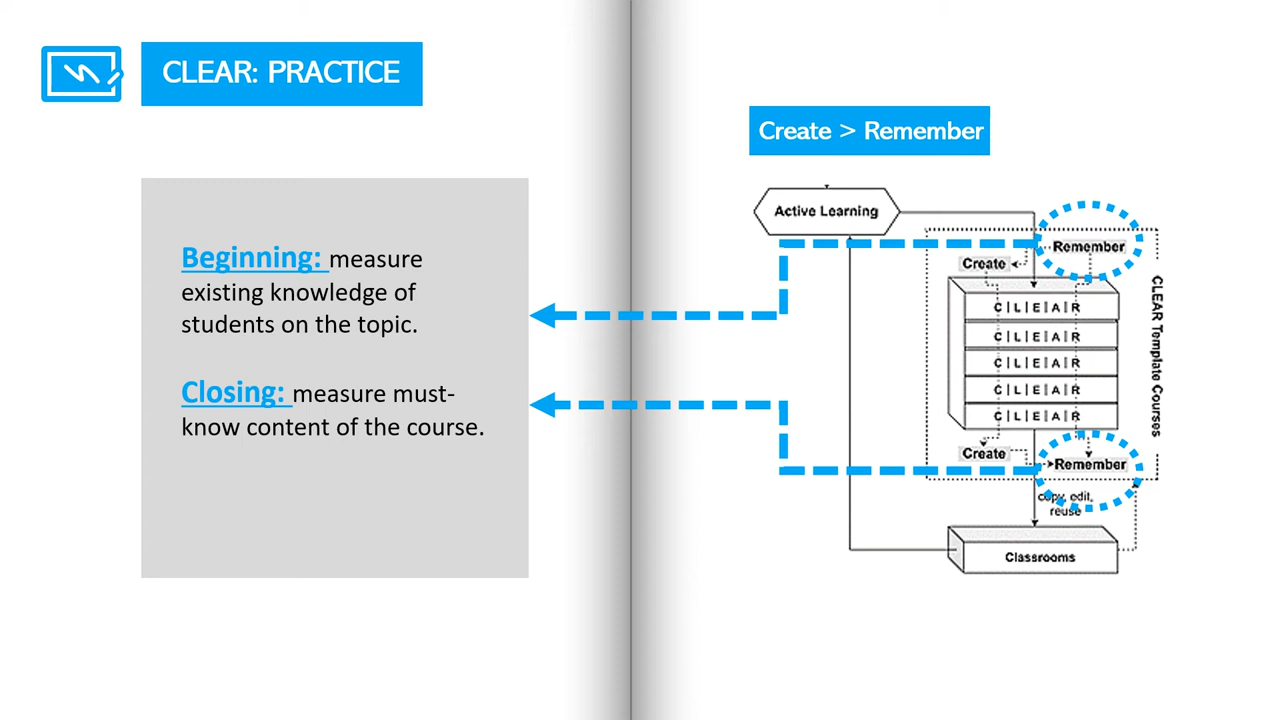 CLEAR: PRACTICE
Beginning: measure
existing knowledge of
students on the topic.
Closing: measure must-
know content of the course.
Create > Remember
Active Learning
Remember
Create
C | L | E | A | R
C | L | E | A | R
C | L | E | A | R
C | L | E | A | R
C | L | E | A | R
CLEAR Template Courses
Create
Remember
copy, edit,
reuse
Classrooms